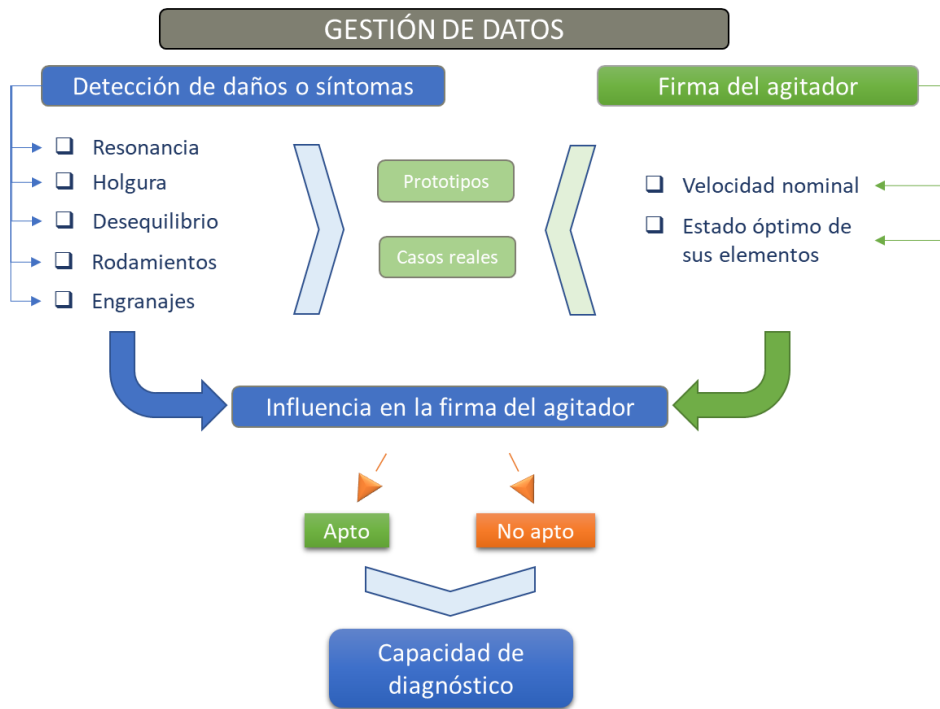 GESTIÓN DE DATOS
Detección de daños o síntomas
Resonancia
Holgura
Desequilibrio
Rodamientos
Engranajes
Prototipos
Casos reales
Firma del agitador
Velocidad nominal
Estado óptimo de
sus elementos
Influencia en la firma del agitador
Apto
No apto
Capacidad de
diagnóstico